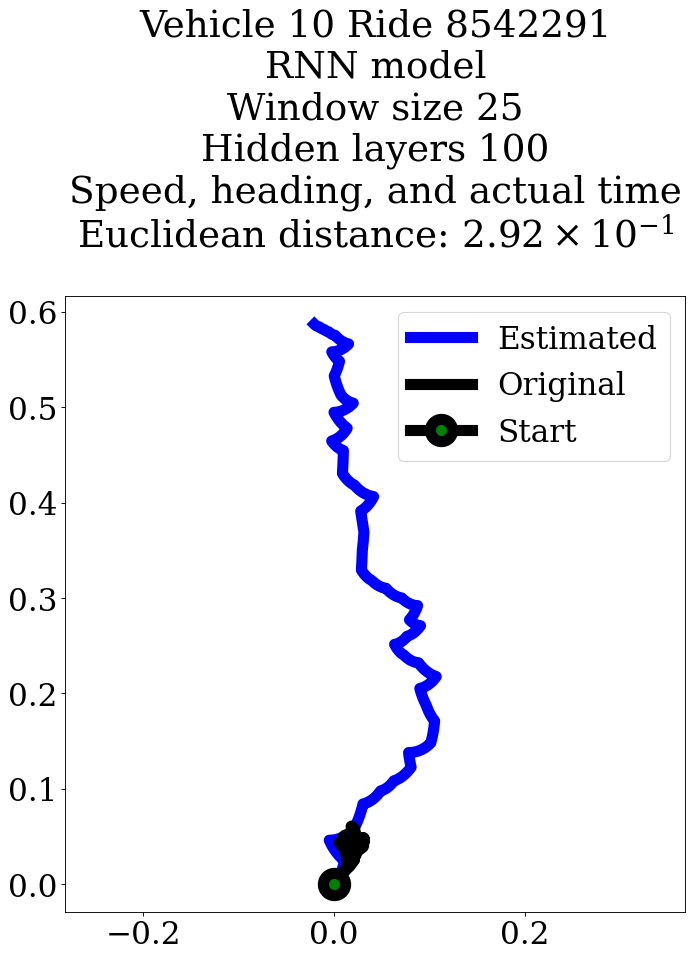 Vehicle 10 Ride 8542291
RNN model
Window size 25
Hidden layers 100
Speed, heading, and actual time
Euclidean distance: 2.92 × 10⁻¹
0.6
0.5
0.4
0.3
0.2
0.1
0.0
Estimated
Original
Start
−0.2 0.0 0.2